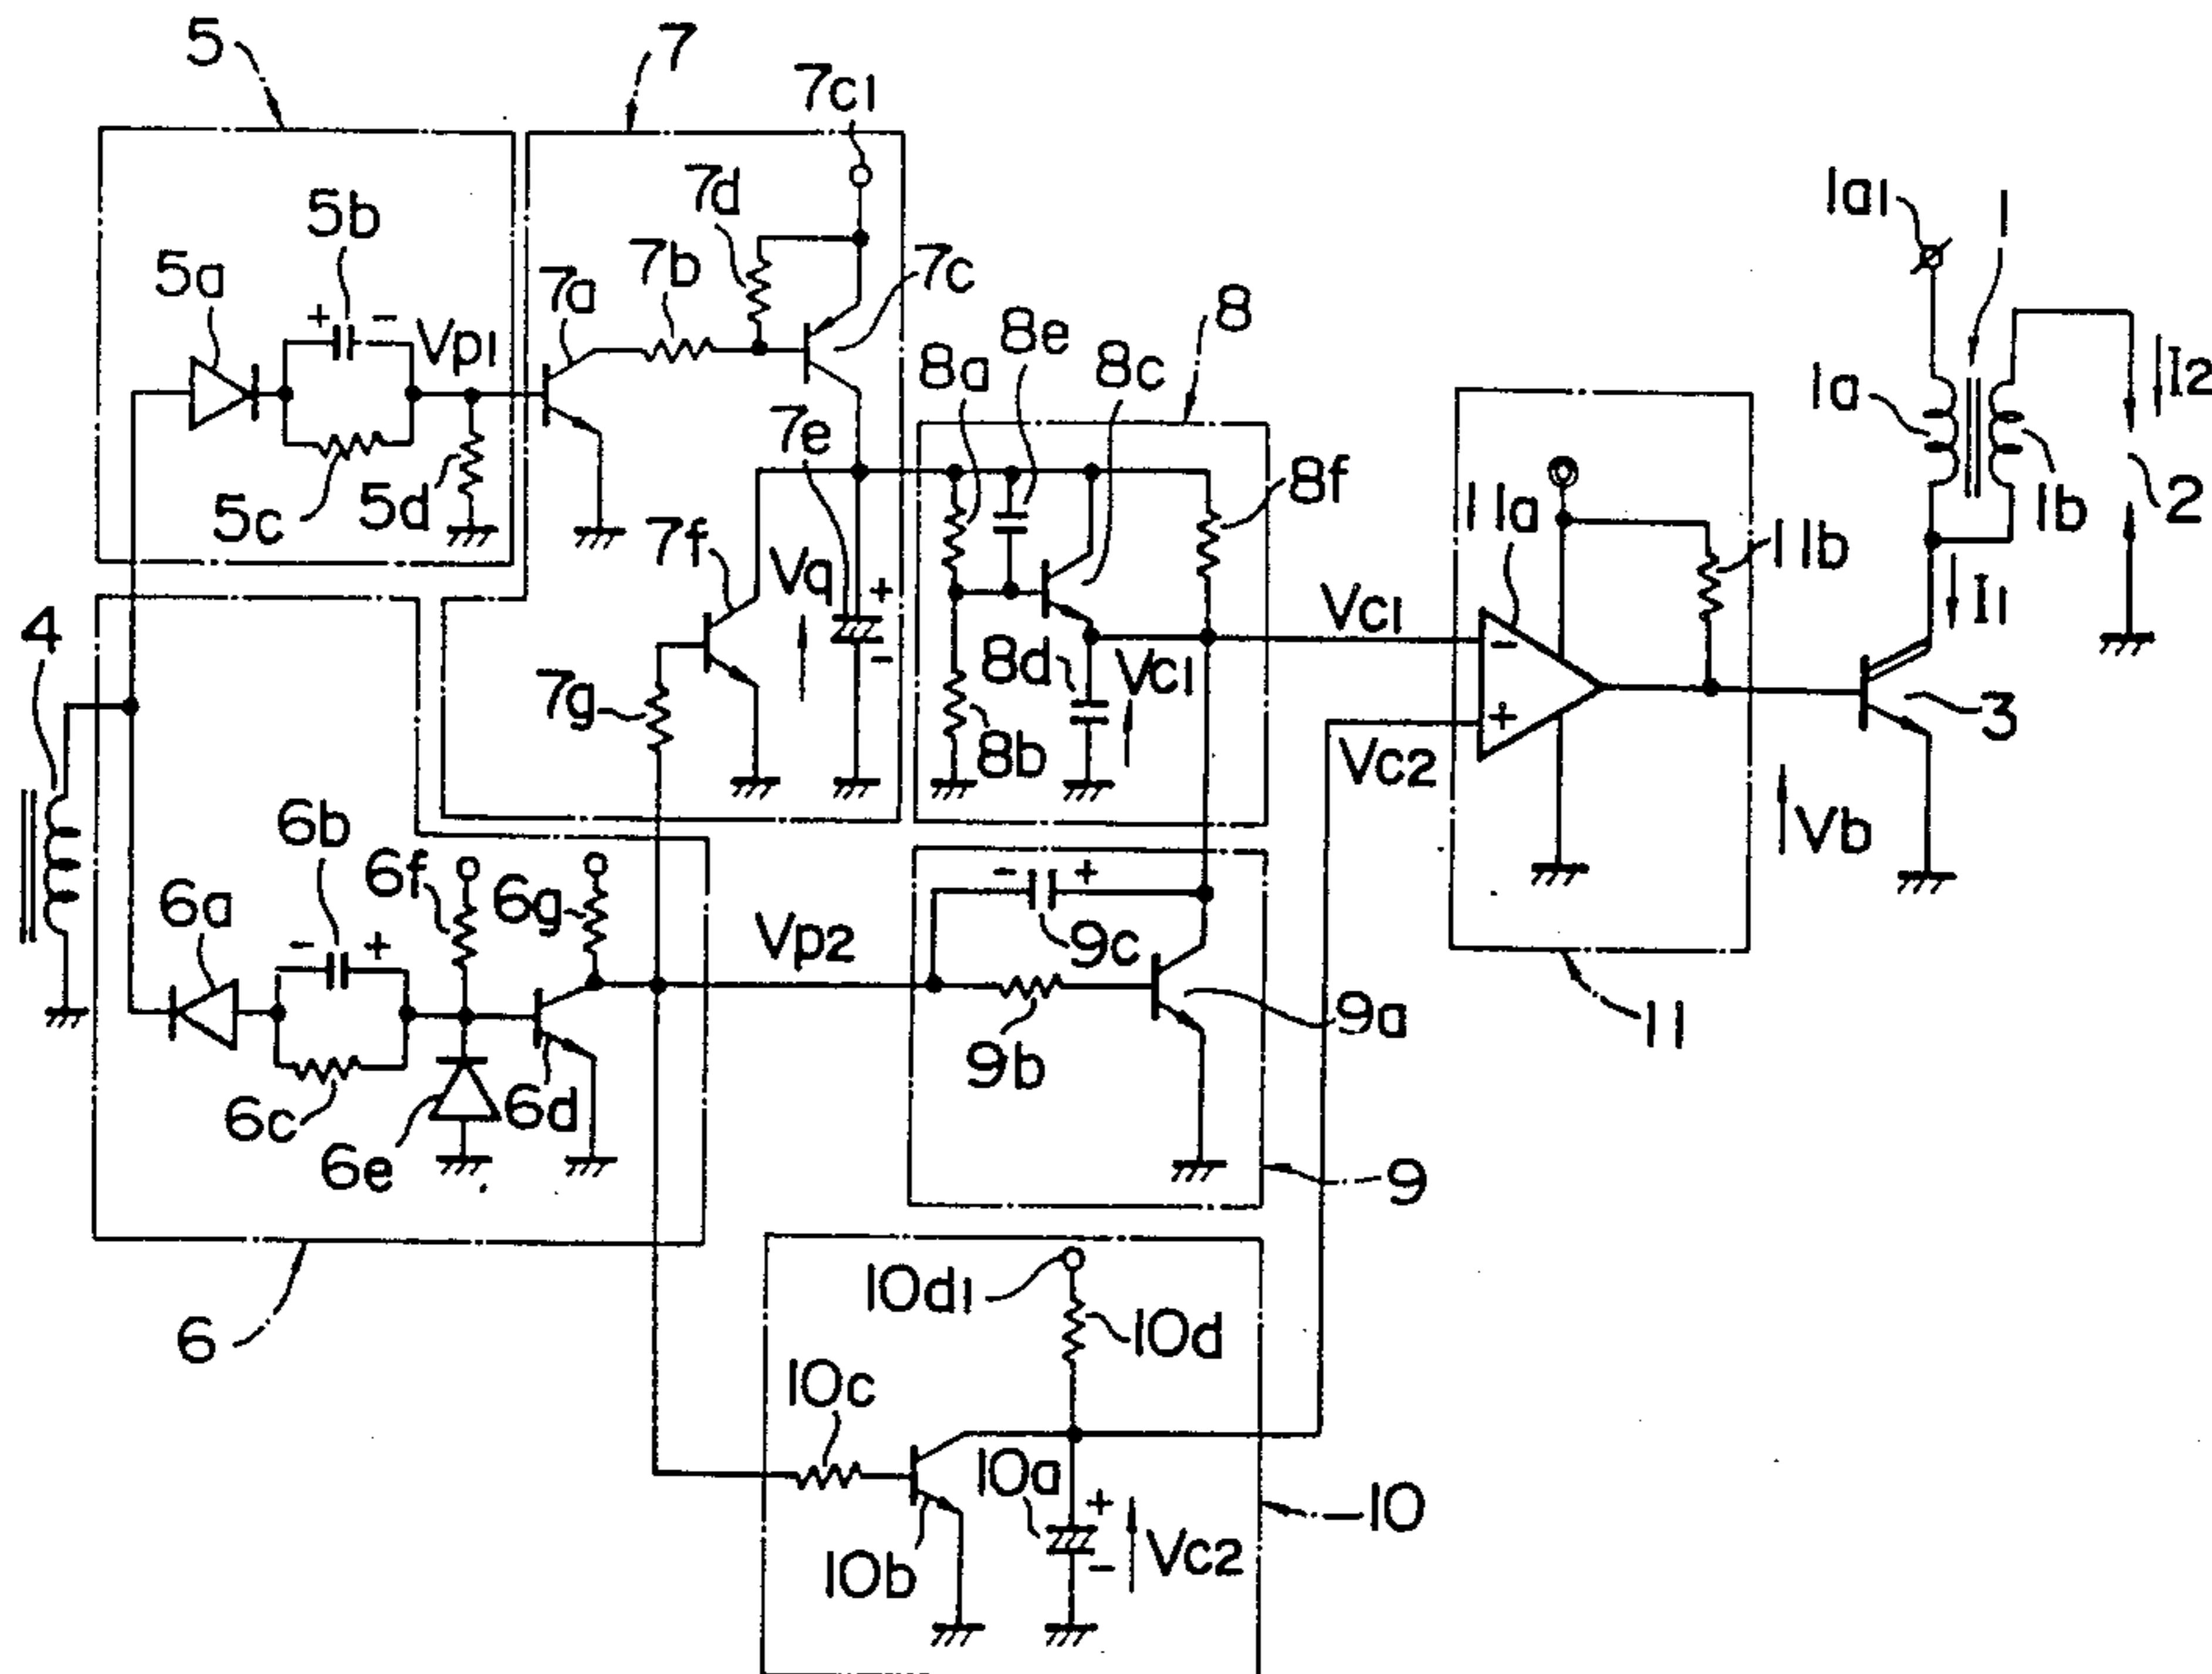 5
7
7c1
5b
7d
1a1
1
5a
7b
7a
7c
8
+
-
Vp1
8e
8a
8c
I2
1a
7e
5c
5d
8f
11a
1b
2
7f
Va
+
11b
Vc1
I1
4
-
-
8d
Vc1
7g
3
8b
+
Vc2
6b
6f
Vb
6g
-
+
6a
Vp2
-
+
9c
9a
11
9b
6c
6d
6e
9
10d1
10d
6
10c
10a
+
10
Vc2
-
10b